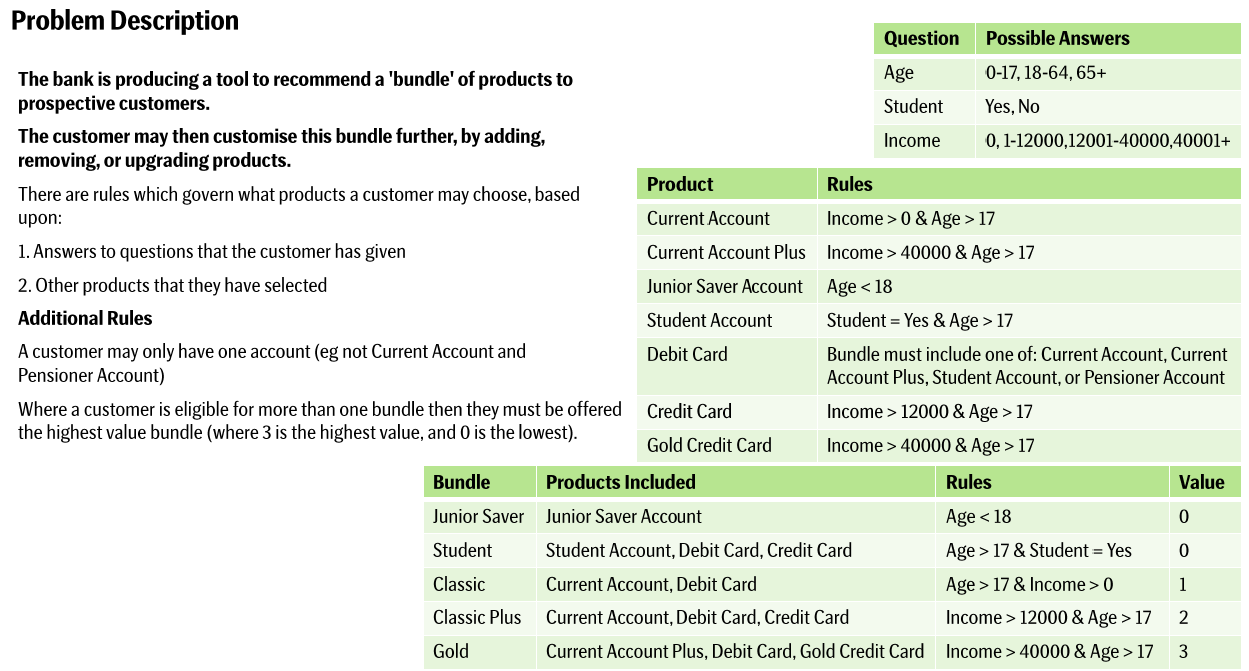 Problem Description
The bank is producing a tool to recommend a 'bundle' of products to
prospective customers.
The customer may then customise this bundle further, by adding,
removing, or upgrading products.
There are rules which govern what products a customer may choose, based
upon:
1. Answers to questions that the customer has given
2. Other products that they have selected
Additional Rules
A customer may only have one account (eg not Current Account and
Pensioner Account)
Where a customer is eligible for more than one bundle then they must be offered
the highest value bundle (where 3 is the highest value, and 0 is the lowest).
Question Possible Answers
Age 0-17, 18-64, 65+
Student Yes, No
Income 0, 1-12000,12001-40000,40001+
Product Rules
Current Account Income > 0 & Age > 17
Current Account Plus Income > 40000 & Age > 17
Junior Saver Account Age < 18
Student Account Student = Yes & Age > 17
Debit Card Bundle must include one of: Current Account, Current
Account Plus, Student Account, or Pensioner Account
Credit Card Income > 12000 & Age > 17
Gold Credit Card Income > 40000 & Age > 17
Bundle Products Included Rules Value
Junior Saver Junior Saver Account Age < 18 0
Student Student Account, Debit Card, Credit Card Age > 17 & Student = Yes 0
Classic Current Account, Debit Card Age > 17 & Income > 0 1
Classic Plus Current Account, Debit Card, Credit Card Income > 12000 & Age > 17 2
Gold Current Account Plus, Debit Card, Gold Credit Card Income > 40000 & Age > 17 3